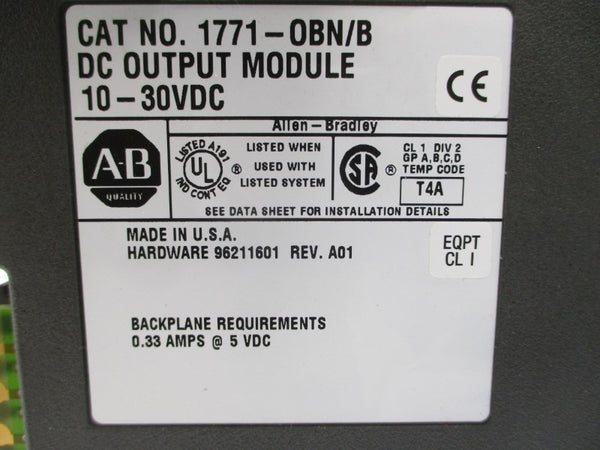 CAT NO. 1771-OBN/B
DC OUTPUT MODULE
10-30VDC
CE
Allen-Bradley
A-B
QUALITY
LISTED A191
UL ®
IND CONT EQ
LISTED WHEN
USED WITH
LISTED SYSTEM
SA ®
CL 1 DIV 2
GP A,B,C,D
TEMP CODE
T4A
SEE DATA SHEET FOR INSTALLATION DETAILS
MADE IN U.S.A.
HARDWARE 96211601 REV. A01
EQPT
CL I
BACKPLANE REQUIREMENTS
0.33 AMPS @ 5 VDC